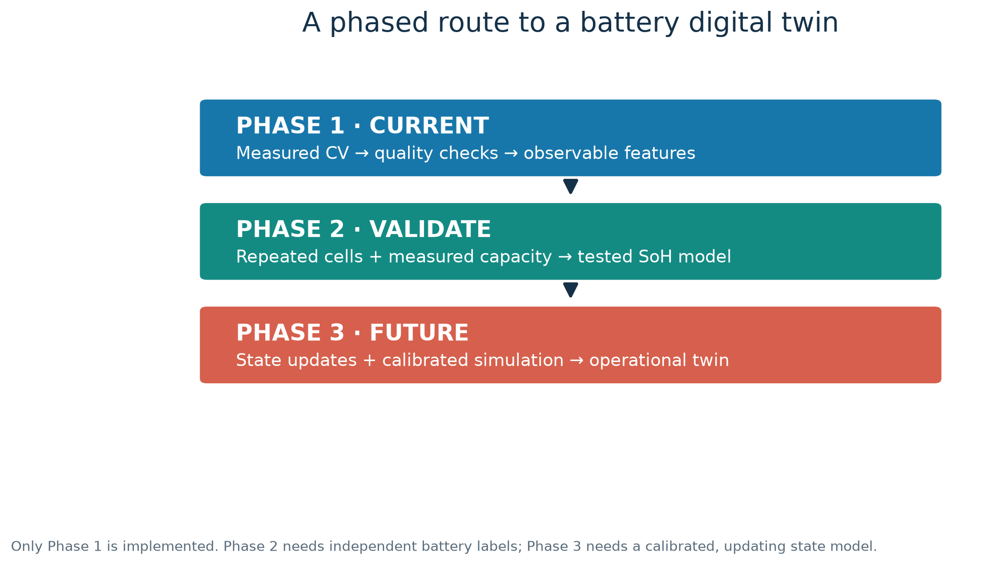 A phased route to a battery digital twin
PHASE 1 · CURRENT
Measured CV → quality checks → observable features
PHASE 2 · VALIDATE
Repeated cells + measured capacity → tested SoH model
PHASE 3 · FUTURE
State updates + calibrated simulation → operational twin
Only Phase 1 is implemented. Phase 2 needs independent battery labels; Phase 3 needs a calibrated, updating state model.